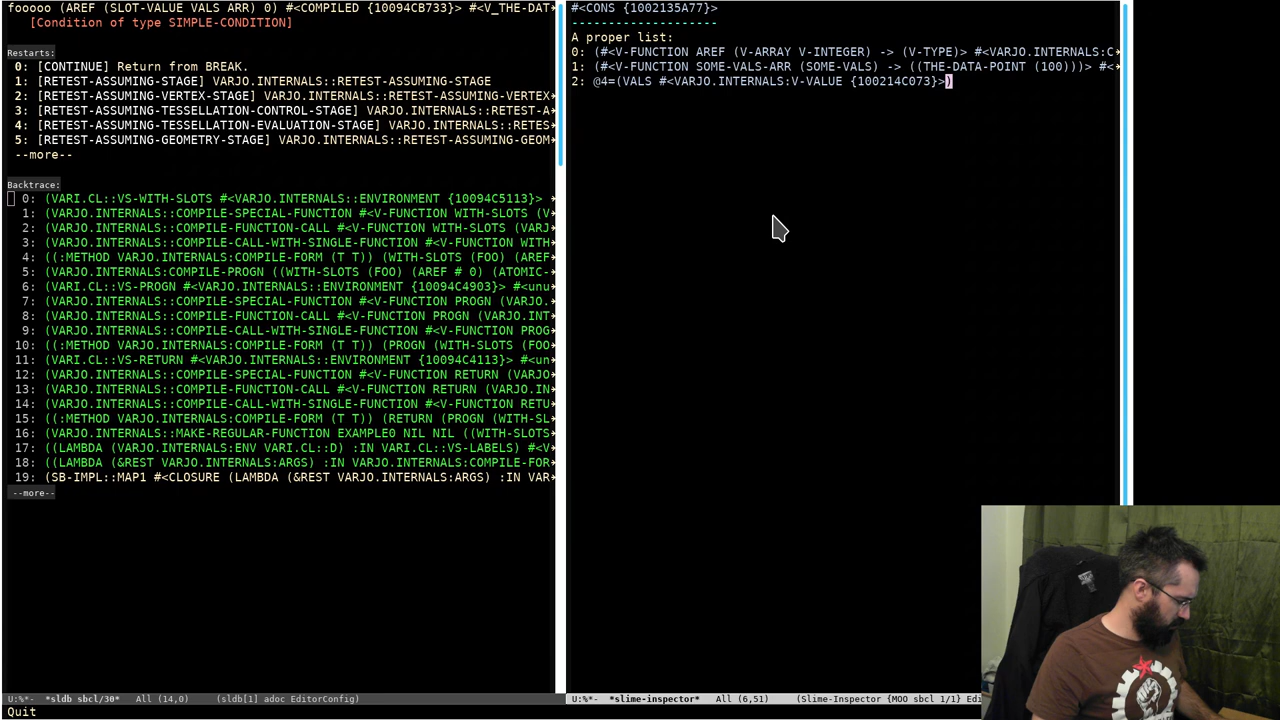 fooooo (AREF (SLOT-VALUE VALS ARR) 0) #<COMPILED {10094CB733}> #<V_THE-DAT
[Condition of type SIMPLE-CONDITION]
Restarts:
0: [CONTINUE] Return from BREAK.
1: [RETEST-ASSUMING-STAGE] VARJO.INTERNALS::RETEST-ASSUMING-STAGE
2: [RETEST-ASSUMING-VERTEX-STAGE] VARJO.INTERNALS::RETEST-ASSUMING-VERTEX
3: [RETEST-ASSUMING-TESSELLATION-CONTROL-STAGE] VARJO.INTERNALS::RETEST-A
4: [RETEST-ASSUMING-TESSELLATION-EVALUATION-STAGE] VARJO.INTERNALS::RETES
5: [RETEST-ASSUMING-GEOMETRY-STAGE] VARJO.INTERNALS::RETEST-ASSUMING-GEOM
--more--
Backtrace:
0: (VARI.CL::VS-WITH-SLOTS #<VARJO.INTERNALS::ENVIRONMENT {10094C5113}>
1: (VARJO.INTERNALS::COMPILE-SPECIAL-FUNCTION #<V-FUNCTION WITH-SLOTS (V
2: (VARJO.INTERNALS::COMPILE-FUNCTION-CALL #<V-FUNCTION WITH-SLOTS (VARJ
3: (VARJO.INTERNALS::COMPILE-CALL-WITH-SINGLE-FUNCTION #<V-FUNCTION WITH
4: ((:METHOD VARJO.INTERNALS:COMPILE-FORM (T T)) (WITH-SLOTS (FOO) (AREF
5: (VARJO.INTERNALS:COMPILE-PROGN ((WITH-SLOTS (FOO) (AREF # 0) (ATOMIC-
6: (VARI.CL::VS-PROGN #<VARJO.INTERNALS::ENVIRONMENT {10094C4903}> #<unu
7: (VARJO.INTERNALS::COMPILE-SPECIAL-FUNCTION #<V-FUNCTION PROGN (VARJO.
8: (VARJO.INTERNALS::COMPILE-FUNCTION-CALL #<V-FUNCTION PROGN (VARJO.INT
9: (VARJO.INTERNALS::COMPILE-CALL-WITH-SINGLE-FUNCTION #<V-FUNCTION PROG
10: ((:METHOD VARJO.INTERNALS:COMPILE-FORM (T T)) (PROGN (WITH-SLOTS (FOO
11: (VARI.CL::VS-RETURN #<VARJO.INTERNALS::ENVIRONMENT {10094C4113}> #<un
12: (VARJO.INTERNALS::COMPILE-SPECIAL-FUNCTION #<V-FUNCTION RETURN (VARJO
13: (VARJO.INTERNALS::COMPILE-FUNCTION-CALL #<V-FUNCTION RETURN (VARJO.IN
14: (VARJO.INTERNALS::COMPILE-CALL-WITH-SINGLE-FUNCTION #<V-FUNCTION RETU
15: ((:METHOD VARJO.INTERNALS:COMPILE-FORM (T T)) (RETURN (PROGN (WITH-SL
16: (VARJO.INTERNALS::MAKE-REGULAR-FUNCTION EXAMPLE0 NIL NIL ((WITH-SLOTS
17: ((LAMBDA (VARJO.INTERNALS:ENV VARI.CL::D) :IN VARI.CL::VS-LABELS) #<V
18: ((LAMBDA (&REST VARJO.INTERNALS:ARGS) :IN VARJO.INTERNALS:COMPILE-FOR
19: (SB-IMPL::MAP1 #<CLOSURE (LAMBDA (&REST VARJO.INTERNALS:ARGS) :IN VAR
--more--
U:%*- *sldb sbcl/30* All (14,0) (sldb[1] adoc EditorConfig)
Quit
#<CONS {1002135A77}>
--------------------
A proper list:
0: (#<V-FUNCTION AREF (V-ARRAY V-INTEGER) -> (V-TYPE)> #<VARJO.INTERNALS:C
1: (#<V-FUNCTION SOME-VALS-ARR (SOME-VALS) -> ((THE-DATA-POINT (100)))> #<
2: @4=(VALS #<VARJO.INTERNALS:V-VALUE {100214C073}>)
U:%*- *slime-inspector* All (6,51) (Slime-Inspector {MOO sbcl 1/1} Edi